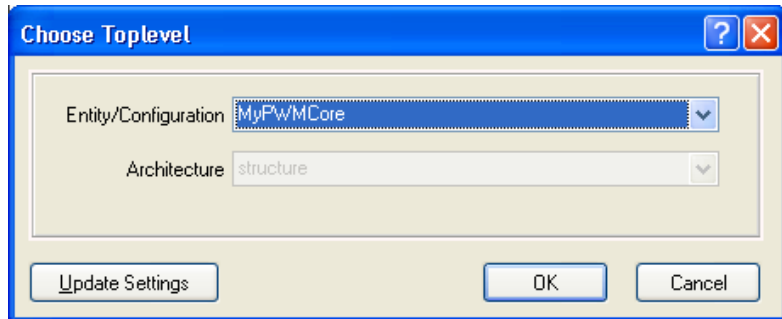 Choose Toplevel
Entity/Configuration MyPWMCore
Architecture structure
Update Settings OK Cancel